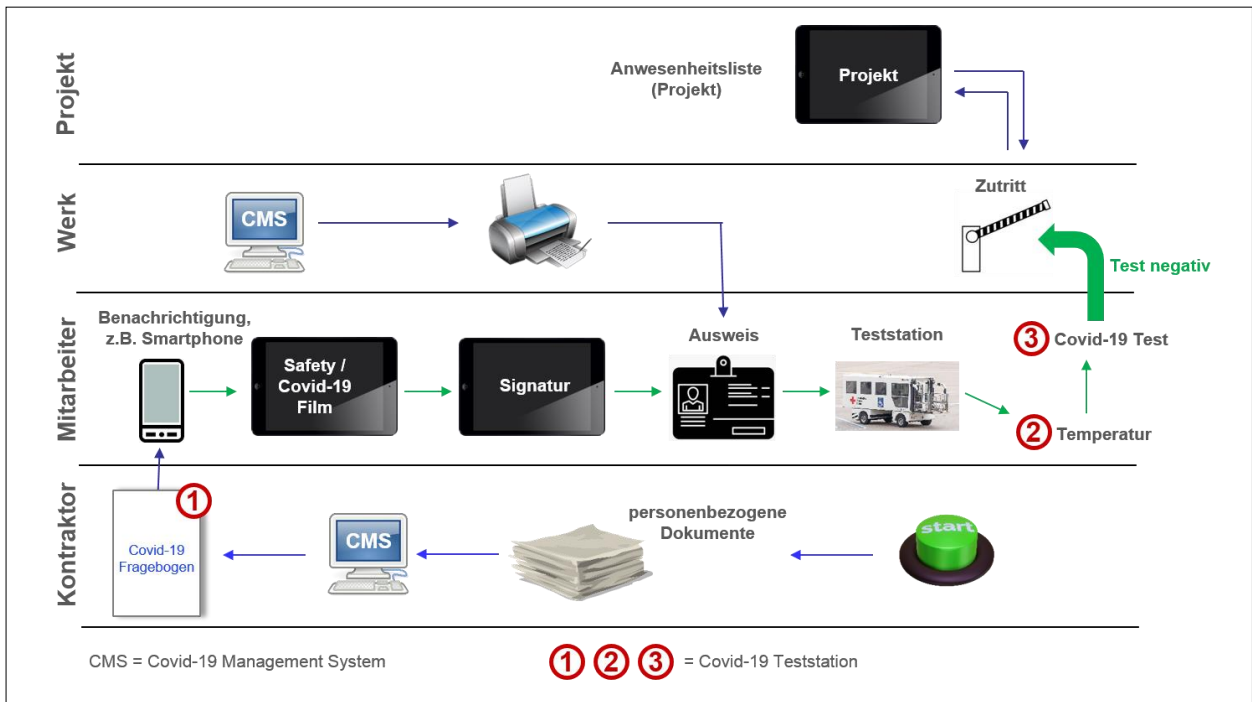 Projekt
Anwesenheitsliste
(Projekt)
Projekt
Werk
CMS
Zutritt
Test negativ
Mitarbeiter
Benachrichtigung,
z.B. Smartphone
Safety /
Covid-19
Film
Signatur
Ausweis
Teststation
3 Covid-19 Test
2 Temperatur
Kontraktor
1
Covid-19
Fragebogen
CMS
personenbezogene
Dokumente
start
CMS = Covid-19 Management System
1 2 3 = Covid-19 Teststation